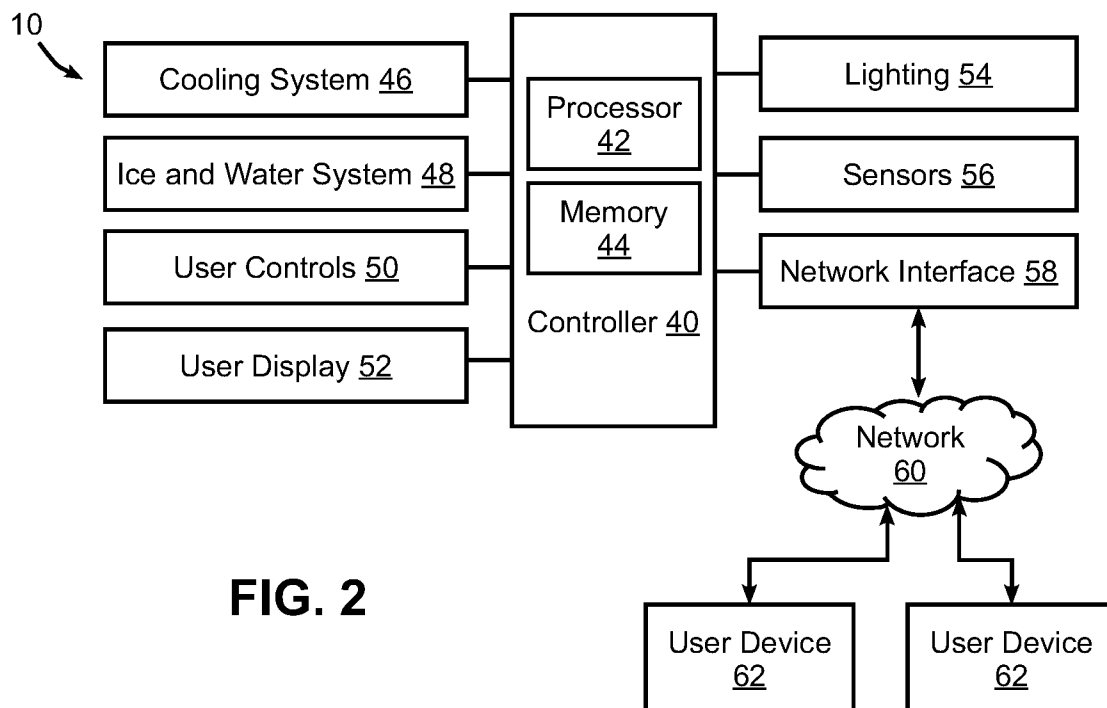 10
Cooling System 46
Ice and Water System 48
User Controls 50
User Display 52
Processor
42
Memory
44
Controller 40
Lighting 54
Sensors 56
Network Interface 58
Network
60
User Device
62
User Device
62
FIG. 2